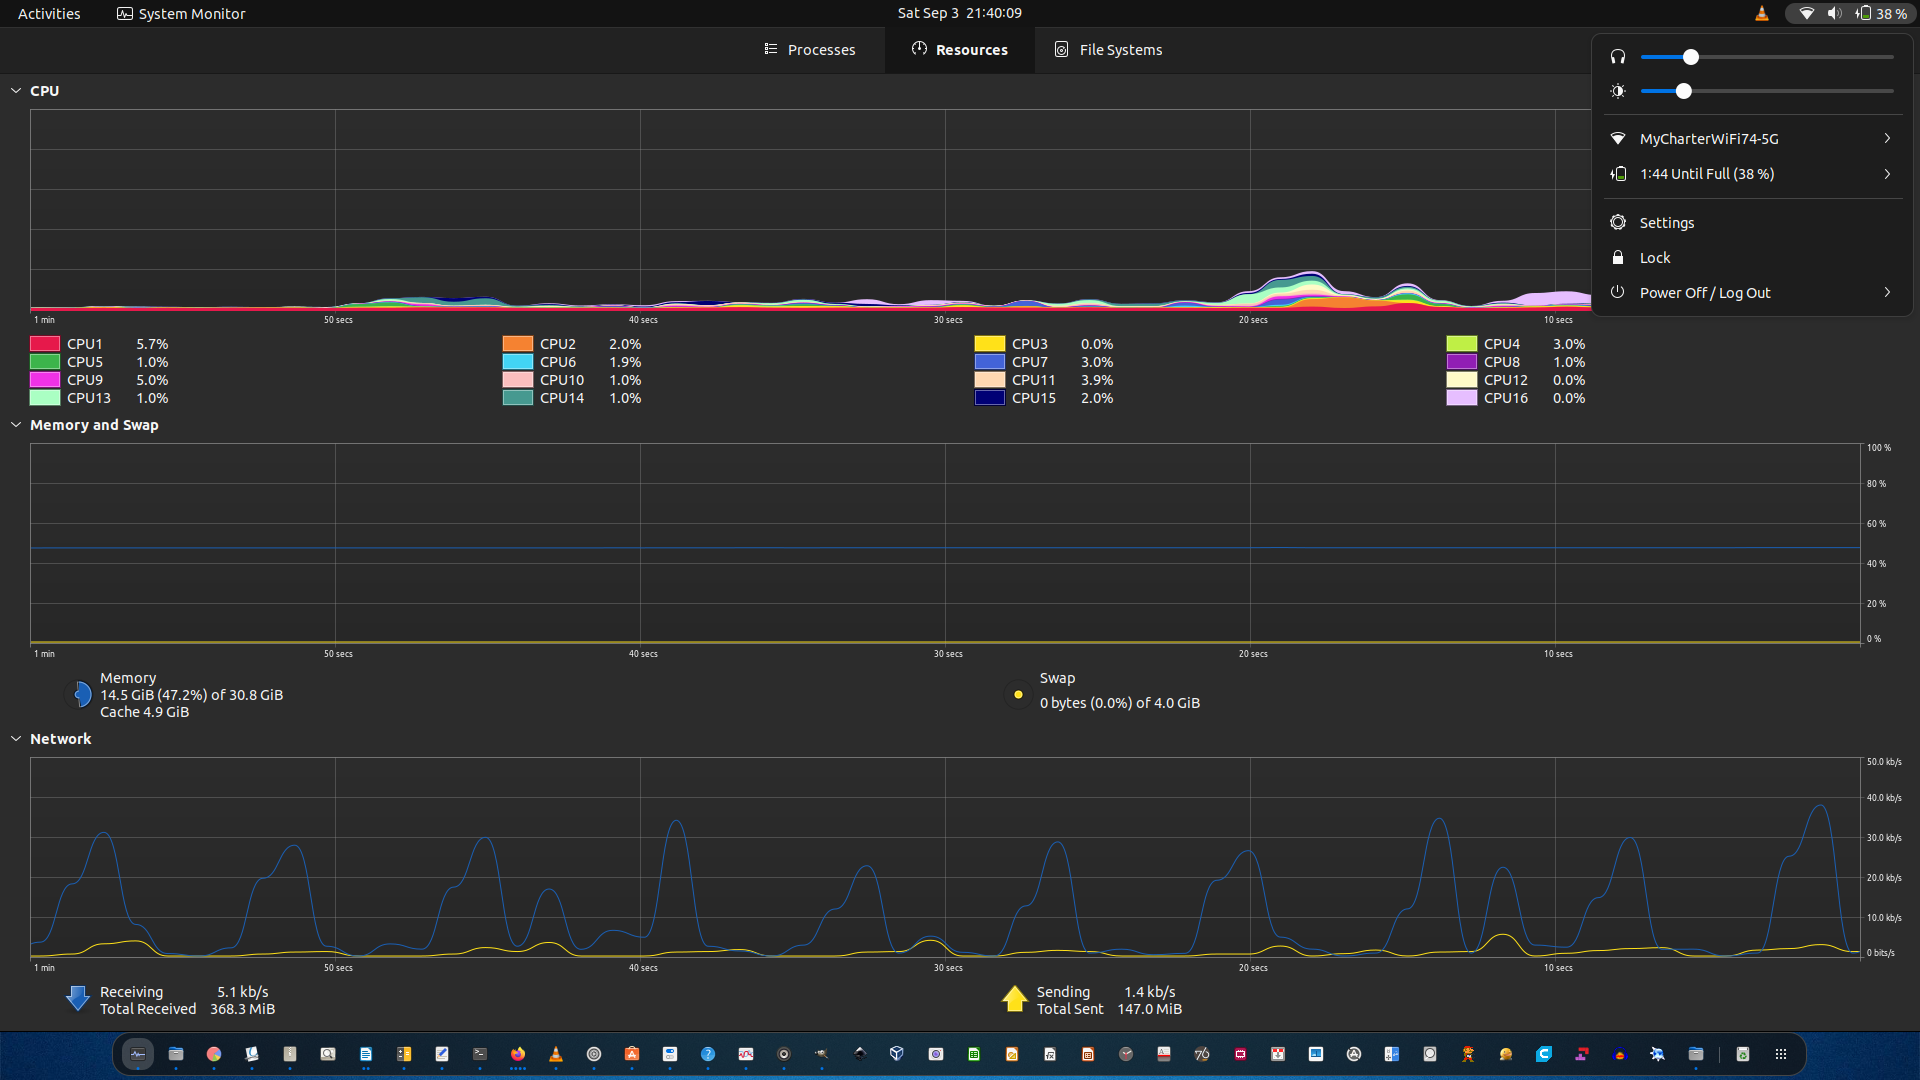 Activities System Monitor Sat Sep 3 21:40:09 38 %
Processes Resources File Systems
MyCharterWiFi74-5G
1:44 Until Full (38 %)
Settings
Lock
Power Off / Log Out
CPU
1 min 50 secs 40 secs 30 secs 20 secs 10 secs
CPU1 5.7% CPU2 2.0% CPU3 0.0% CPU4 3.0%
CPU5 1.0% CPU6 1.9% CPU7 3.0% CPU8 1.0%
CPU9 5.0% CPU10 1.0% CPU11 3.9% CPU12 0.0%
CPU13 1.0% CPU14 1.0% CPU15 2.0% CPU16 0.0%
Memory and Swap
100 %
80 %
60 %
40 %
20 %
0 %
1 min 50 secs 40 secs 30 secs 20 secs 10 secs
Memory
14.5 GiB (47.2%) of 30.8 GiB
Cache 4.9 GiB
Swap
0 bytes (0.0%) of 4.0 GiB
Network
50.0 kb/s
40.0 kb/s
30.0 kb/s
20.0 kb/s
10.0 kb/s
0 bits/s
1 min 50 secs 40 secs 30 secs 20 secs 10 secs
Receiving 5.1 kb/s
Total Received 368.3 MiB
Sending 1.4 kb/s
Total Sent 147.0 MiB
76